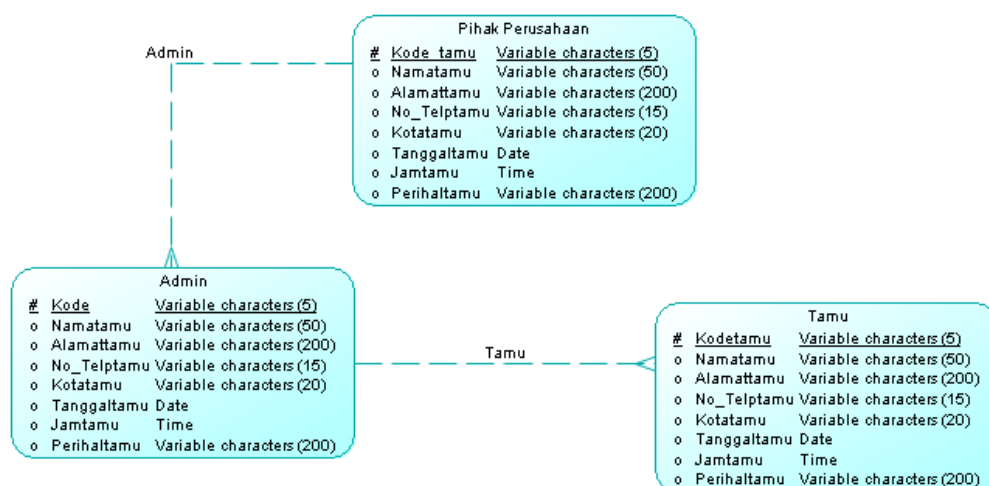 Pihak Perusahaan
# Kode_tamu Variable characters (5)
o Namatamu Variable characters (50)
o Alamattamu Variable characters (200)
o No_Telptamu Variable characters (15)
o Kotatamu Variable characters (20)
o Tanggaltamu Date
o Jamtamu Time
o Perihaltamu Variable characters (200)
Admin
Admin
# Kode Variable characters (5)
o Namatamu Variable characters (50)
o Alamattamu Variable characters (200)
o No_Telptamu Variable characters (15)
o Kotatamu Variable characters (20)
o Tanggaltamu Date
o Jamtamu Time
o Perihaltamu Variable characters (200)
Tamu
Tamu
# Kodetamu Variable characters (5)
o Namatamu Variable characters (50)
o Alamattamu Variable characters (200)
o No_Telptamu Variable characters (15)
o Kotatamu Variable characters (20)
o Tanggaltamu Date
o Jamtamu Time
o Perihaltamu Variable characters (200)